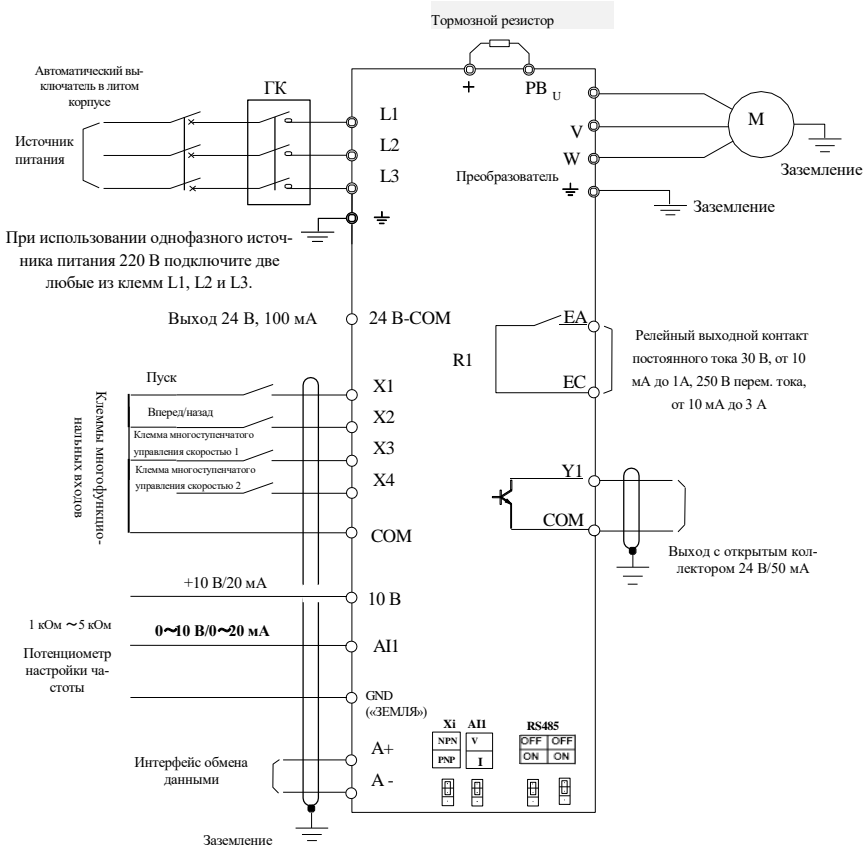 Тормозной резистор
Автоматический вы-
ключатель в литом
корпусе
ГК
+
PB
U
L1
L2
L3
Источник
питания
V
W
M
Заземление
Преобразователь
Заземление
При использовании однофазного источ-
ника питания 220 В подключите две
любые из клемм L1, L2 и L3.
Выход 24 В, 100 мА
24 В-COM
EA
R1
EC
Релейный выходной контакт
постоянного тока 30 В, от 10
мА до 1А, 250 В перем. тока,
от 10 мА до 3 А
Клеммы многофункцио-
нальных входов
Пуск
X1
Вперед/назад
X2
Клемма многоступенчатого
управления скоростью 1
X3
Клемма многоступенчатого
управления скоростью 2
X4
COM
Y1
COM
Выход с открытым кол-
лектором 24 В/50 мА
+10 В/20 мА
10 В
1 кОм ～5 кОм
0～10 В/0～20 мА
AI1
Потенциометр
настройки ча-
стоты
GND
(«ЗЕМЛЯ»)
Xi AI1 RS485
NPN V OFF OFF
PNP I ON ON
A+
A -
Интерфейс обмена
данными
Заземление